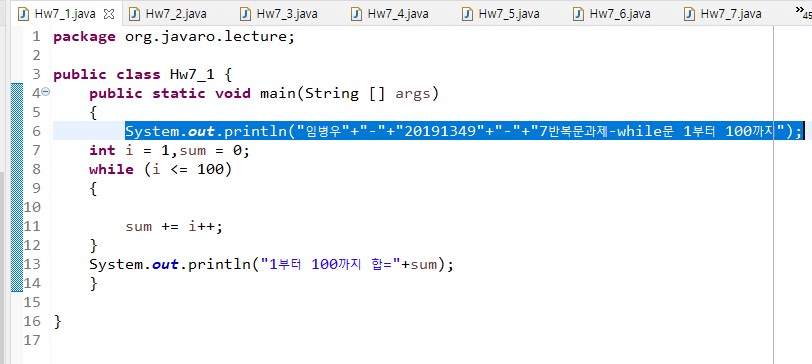 Hw7_1.java Hw7_2.java Hw7_3.java Hw7_4.java Hw7_5.java Hw7_6.java Hw7_7.java »45
1 package org.javaro.lecture;
2
3 public class Hw7_1 {
4 public static void main(String [] args)
5 {
6 System.out.println("임병우"+"-"+"20191349"+"-"+"7반복문과제-while문 1부터 100까지");
7 int i = 1,sum = 0;
8 while (i <= 100)
9 {
10
11 sum += i++;
12 }
13 System.out.println("1부터 100까지 합="+sum);
14 }
15
16 }
17